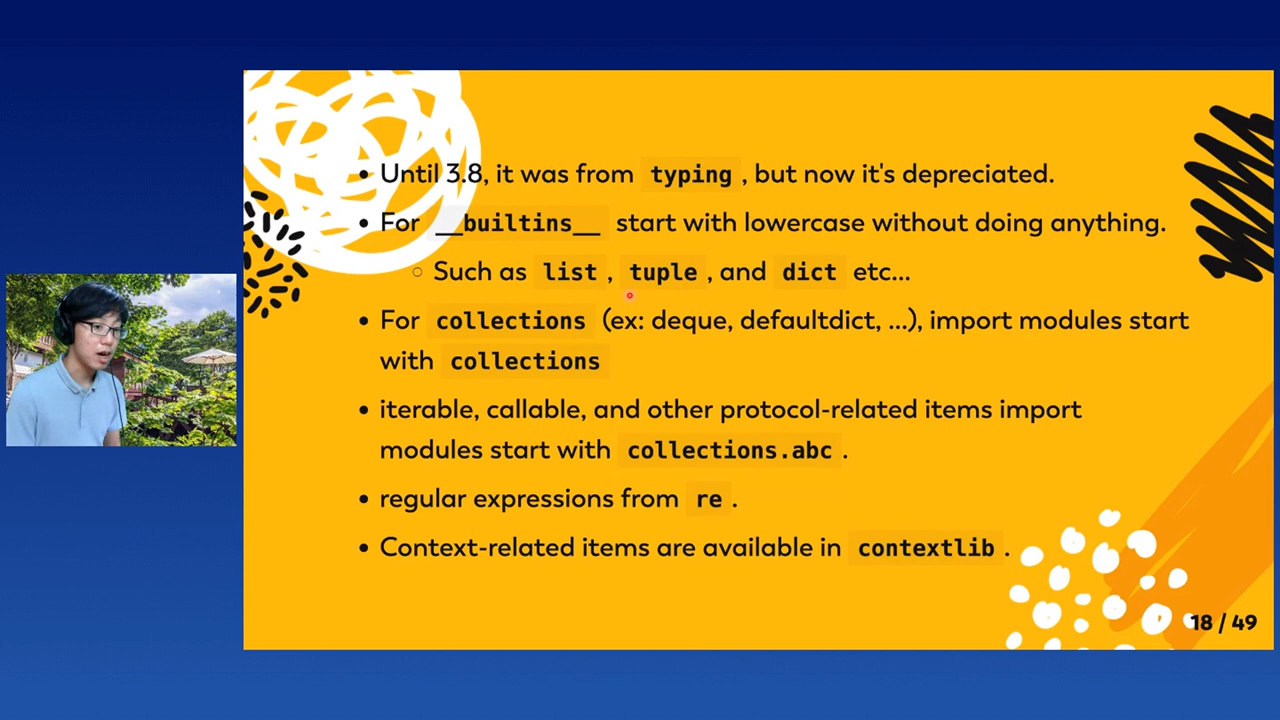 Until 3.8, it was from typing , but now it's depreciated.
For __builtins__ start with lowercase without doing anything.
Such as list , tuple , and dict etc...
For collections (ex: deque, defaultdict, ...), import modules start
with collections
iterable, callable, and other protocol-related items import
modules start with collections.abc .
regular expressions from re .
Context-related items are available in contextlib .
18 / 49